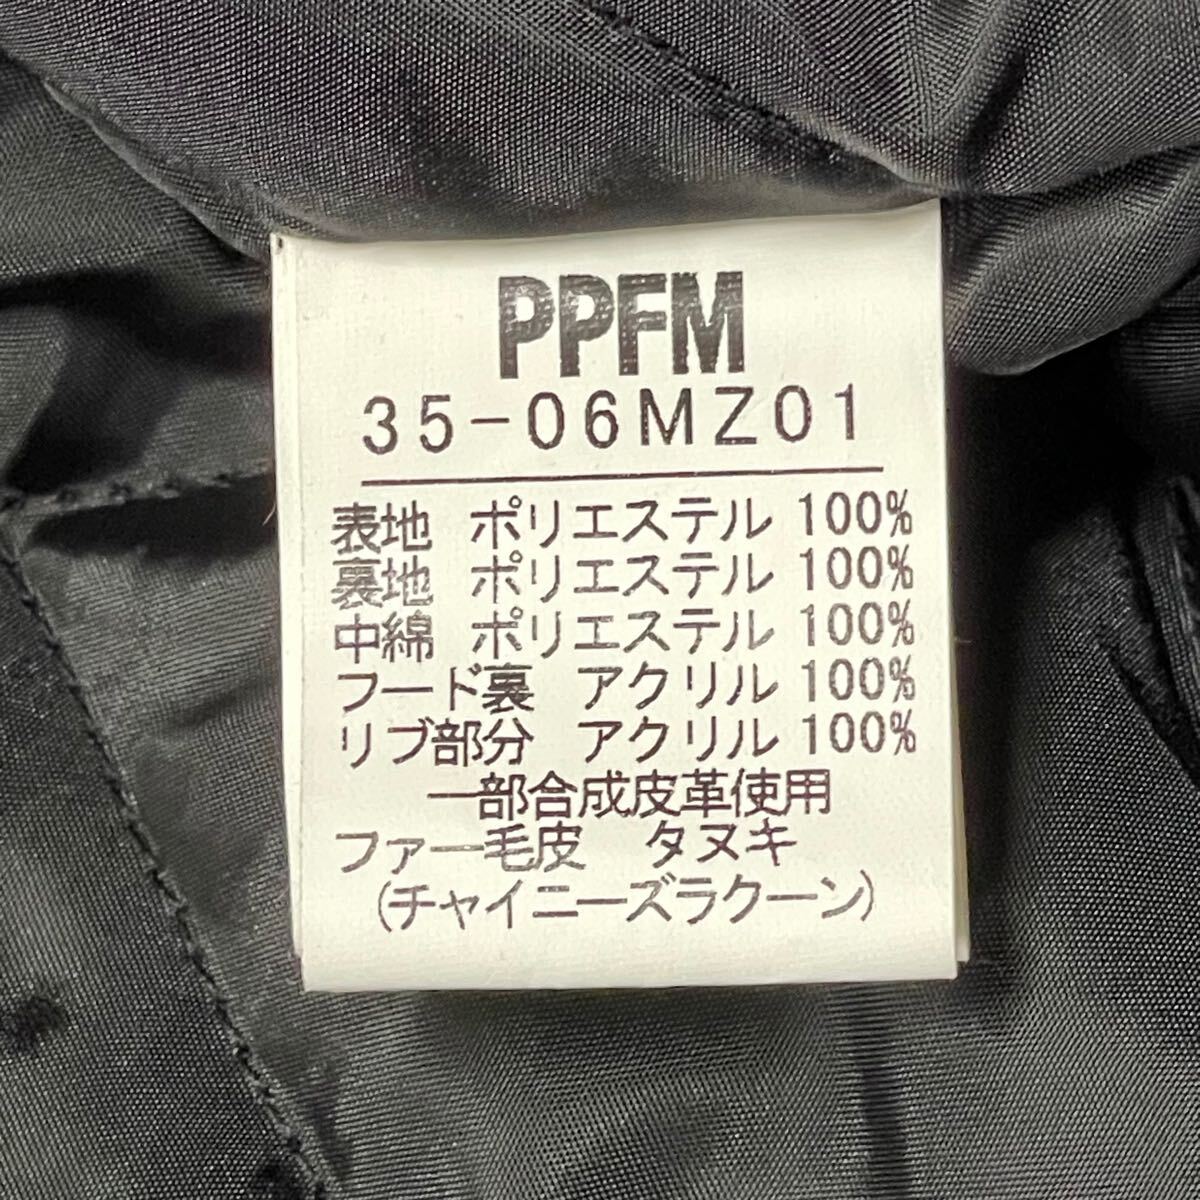 PPFM
35-06MZ01
表地 ポリエステル 100%
裏地 ポリエステル 100%
中綿 ポリエステル 100%
フード裏 アクリル 100%
リブ部分 アクリル 100%
一部合成皮革使用
ファー毛皮 タヌキ
(チャイニーズラクーン)